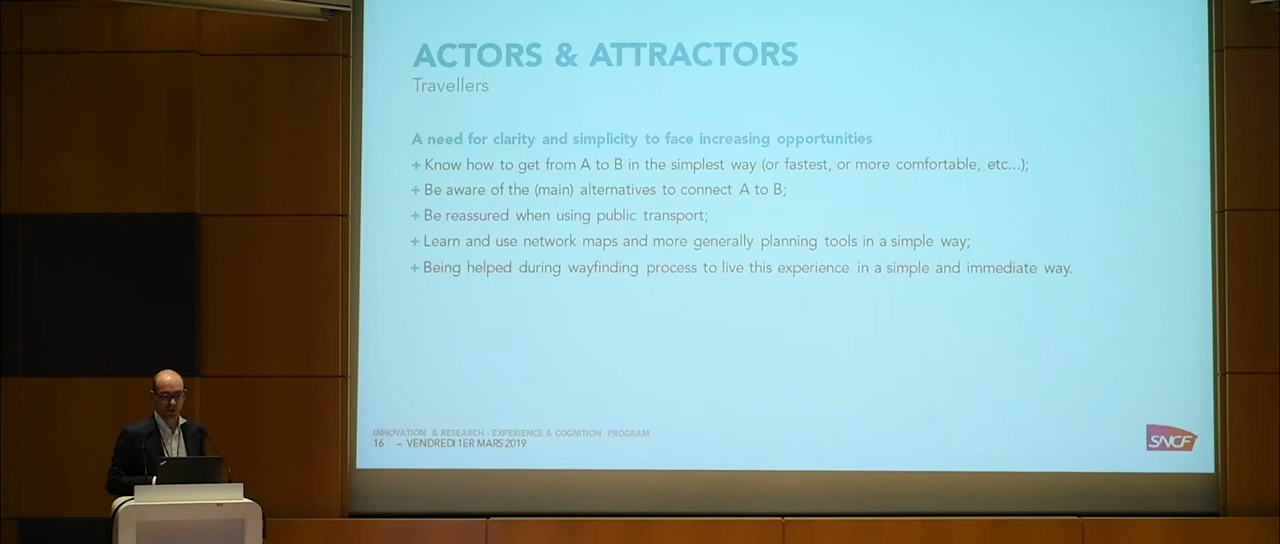 ACTORS & ATTRACTORS
Travellers
A need for clarity and simplicity to face increasing opportunities
+ Know how to get from A to B in the simplest way (or fastest, or more comfortable, etc...);
+ Be aware of the (main) alternatives to connect A to B;
+ Be reassured when using public transport;
+ Learn and use network maps and more generally planning tools in a simple way;
+ Being helped during wayfinding process to live this experience in a simple and immediate way.
INNOVATION & RESEARCH - EXPERIENCE & COGNITION PROGRAM
16 – VENDREDI 1ER MARS 2019
SNCF